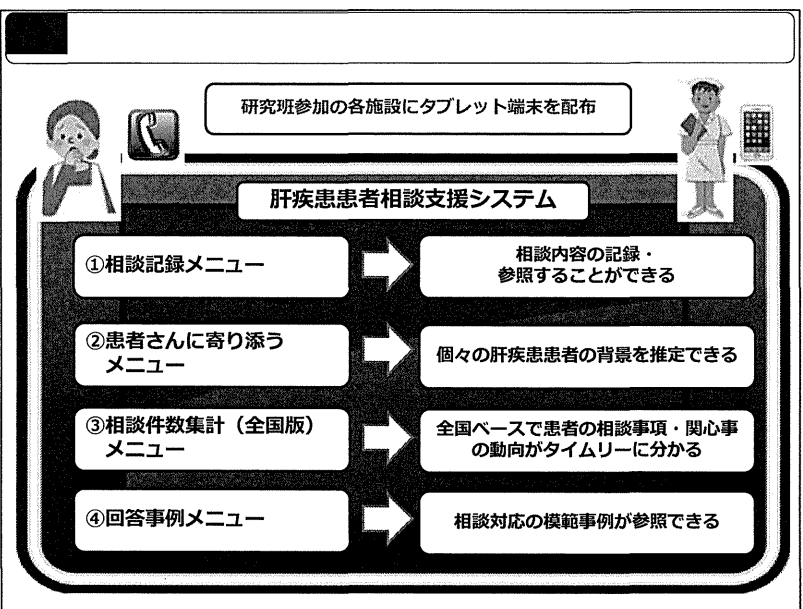 研究班参加の各施設にタブレット端末を配布
肝疾患患者相談支援システム
①相談記録メニュー
相談内容の記録・
参照することができる
②患者さんに寄り添う
メニュー
個々の肝疾患患者の背景を推定できる
③相談件数集計（全国版）
メニュー
全国ベースで患者の相談事項・関心事
の動向がタイムリーに分かる
④回答事例メニュー
相談対応の模範事例が参照できる